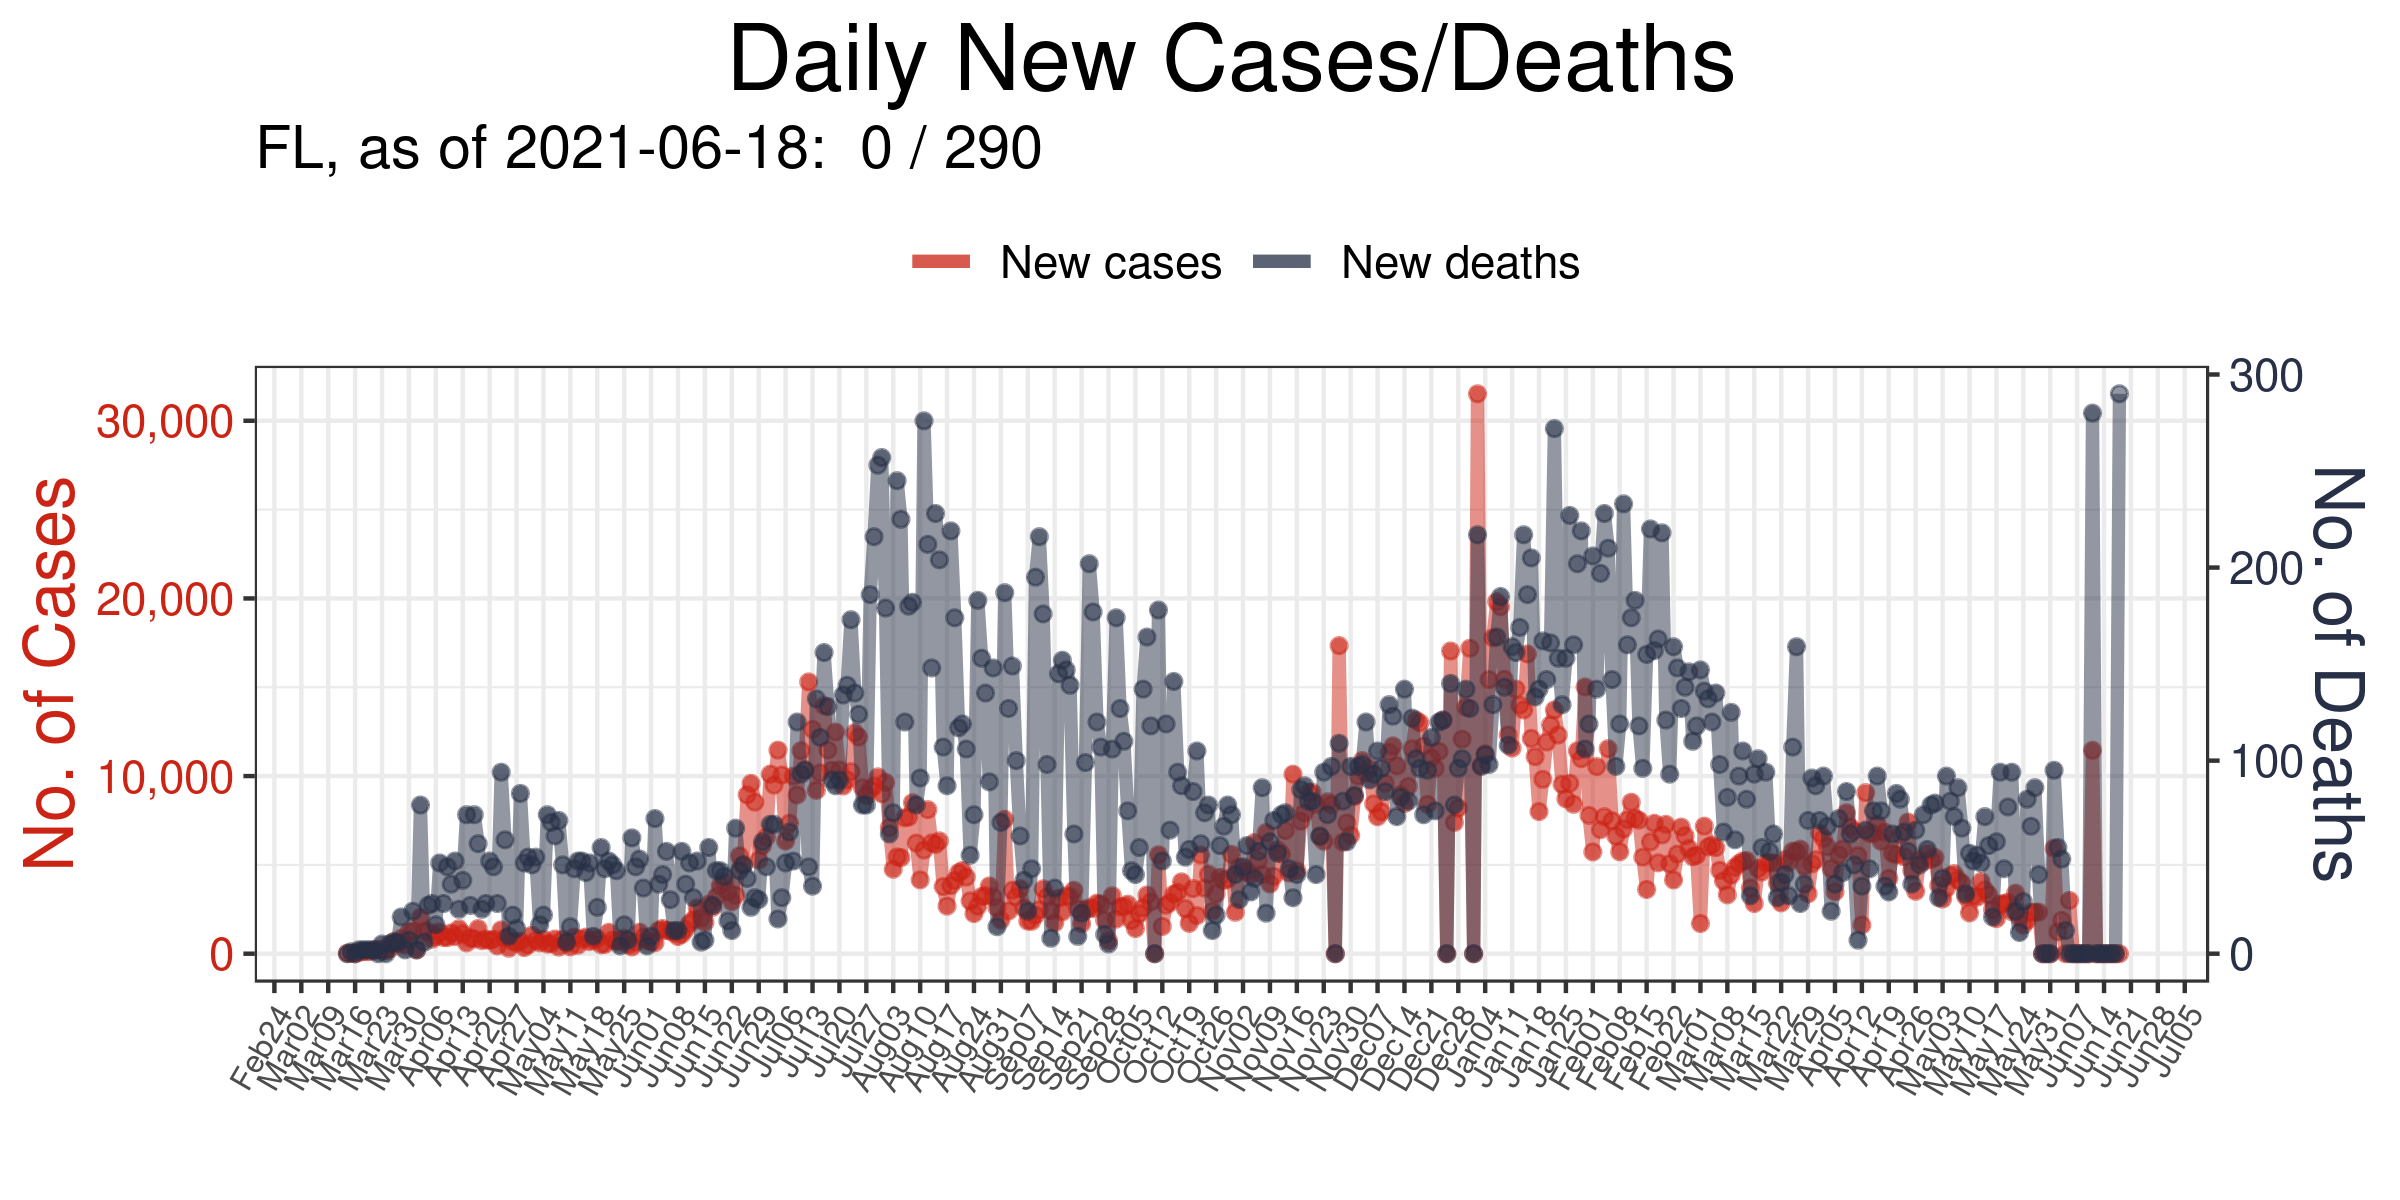 Daily New Cases/Deaths
FL, as of 2021-06-18:  0 / 290
New cases
New deaths
No. of Cases
30,000
20,000
10,000
0
300
200
100
0
No. of Deaths
Feb24
Mar02
Mar09
Mar16
Mar23
Mar30
Apr06
Apr13
Apr20
Apr27
May04
May11
May18
May25
Jun01
Jun08
Jun15
Jun22
Jun29
Jul06
Jul13
Jul20
Jul27
Aug03
Aug10
Aug17
Aug24
Aug31
Sep07
Sep14
Sep21
Sep28
Oct05
Oct12
Oct19
Oct26
Nov02
Nov09
Nov16
Nov23
Nov30
Dec07
Dec14
Dec21
Dec28
Jan04
Jan11
Jan18
Jan25
Feb01
Feb08
Feb15
Feb22
Mar01
Mar08
Mar15
Mar22
Mar29
Apr05
Apr12
Apr19
Apr26
May03
May10
May17
May24
May31
Jun07
Jun14
Jun21
Jun28
Jul05